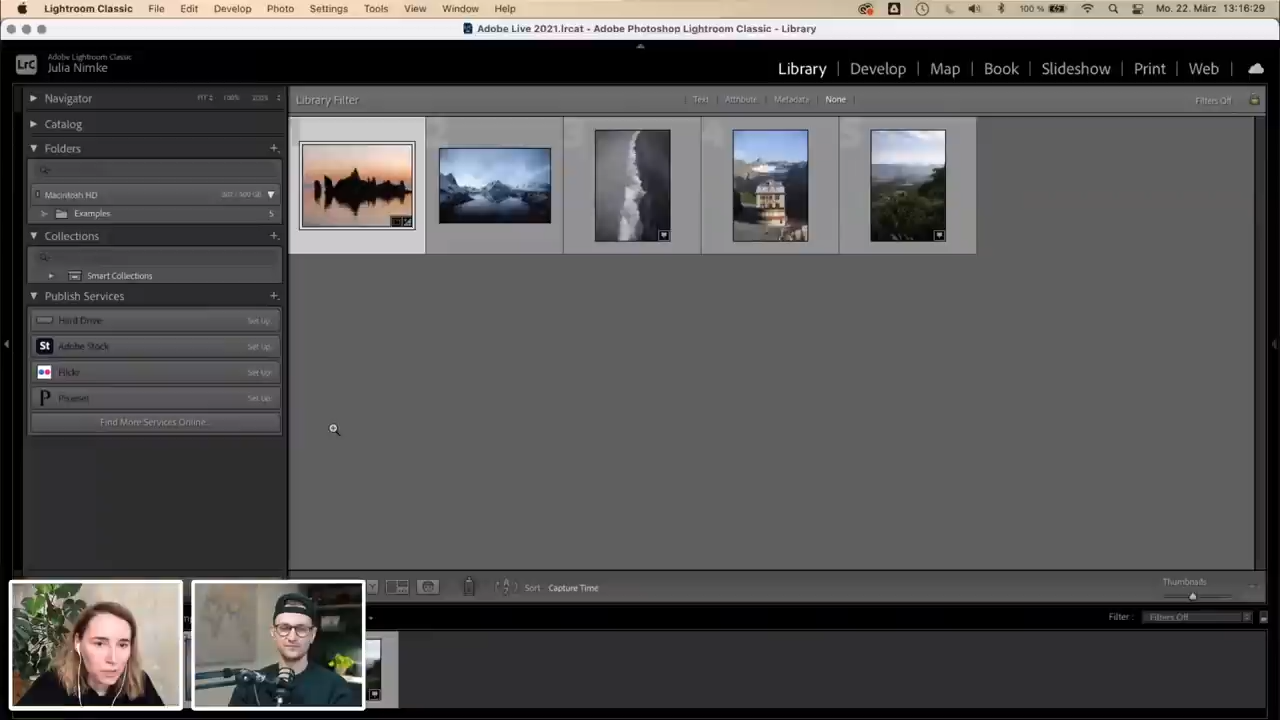 Lightroom Classic File Edit Develop Photo Settings Tools View Window Help 100 % Mo. 22. März 13:16:29
Adobe Live 2021.lrcat - Adobe Photoshop Lightroom Classic - Library
LrC Adobe Lightroom Classic
Julia Nimke
Library | Develop | Map | Book | Slideshow | Print | Web
Navigator FIT 100% 200%
Library Filter Text Attribute Metadata None Filters Off
Catalog
Folders
Macintosh HD
Examples 5
Collections
Smart Collections
Publish Services
Hard Drive Set Up
St Adobe Stock Set Up
Flickr Set Up
Set Up
Find More Services Online...
Sort Capture Time
Thumbnails
Filter : Filters Off